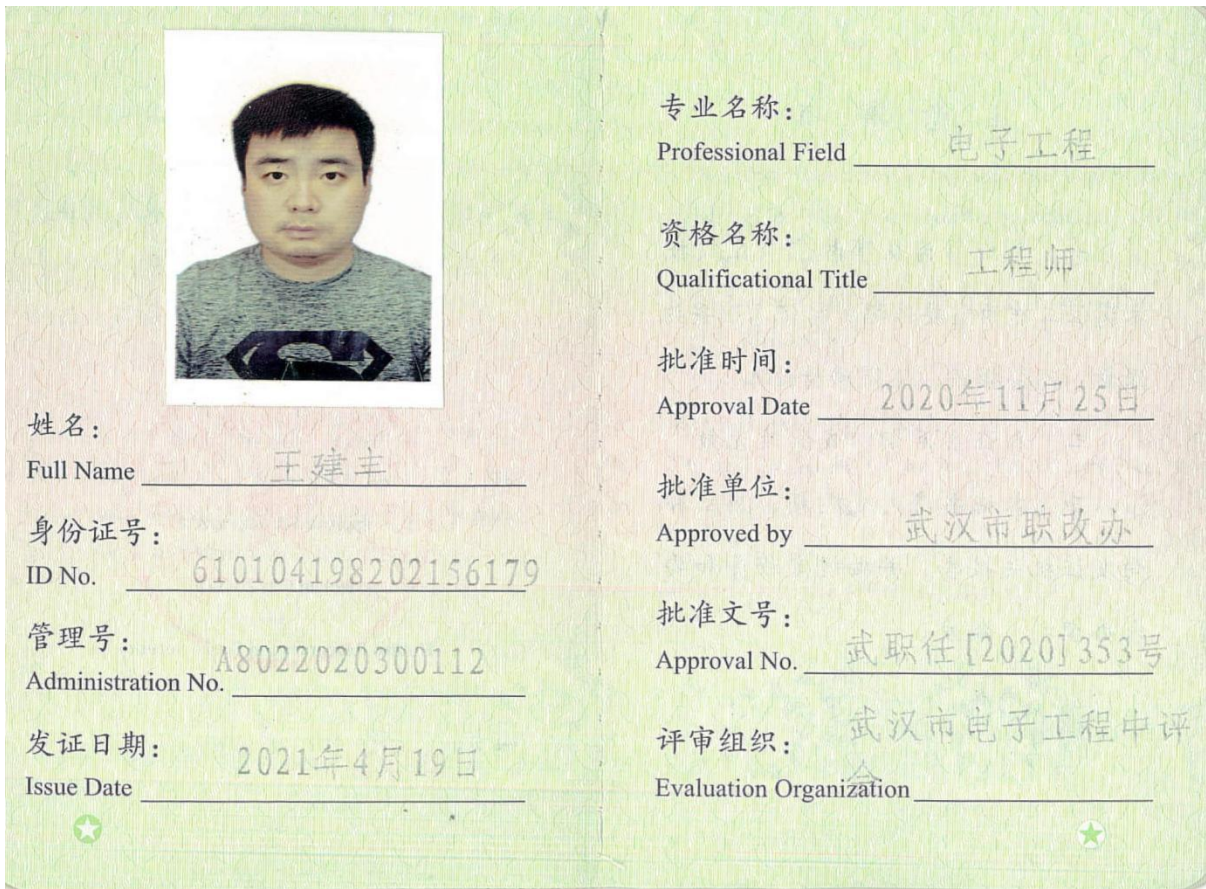 姓名：
Full Name 王建丰
身份证号：
ID No. 610104198202156179
管理号：
Administration No. A8022020300112
发证日期：
Issue Date 2021年4月19日
专业名称：
Professional Field 电子工程
资格名称：
Qualificational Title 工程师
批准时间：
Approval Date 2020年11月25日
批准单位：
Approved by 武汉市职改办
批准文号：
Approval No. 武职任[2020]353号
评审组织：武汉市电子工程中评
会
Evaluation Organization